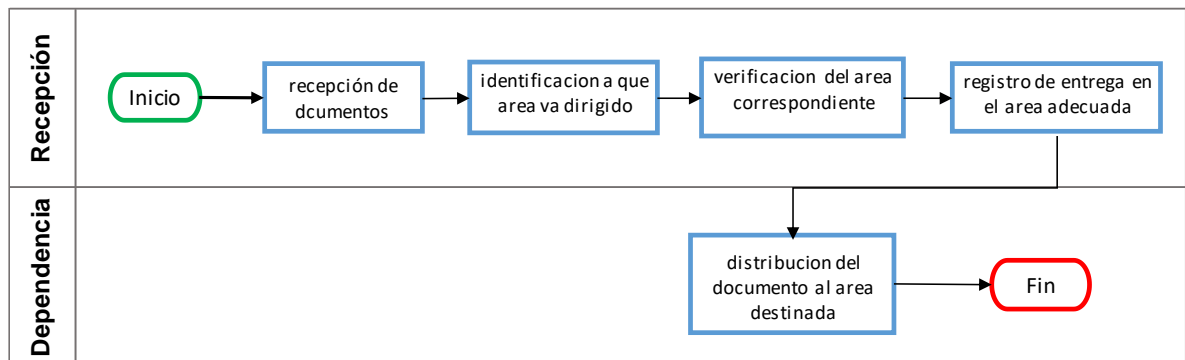 Recepción
Inicio
recepción de
dcumentos
identificacion a que
area va dirigido
verificacion del area
correspondiente
registro de entrega en
el area adecuada
Dependencia
distribucion del
documento al area
destinada
Fin